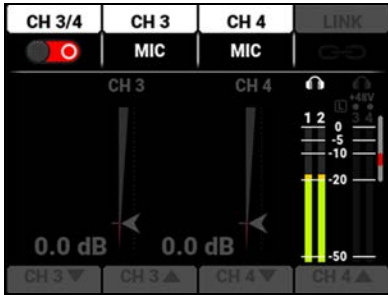 CH 3/4 CH 3 CH 4 LINK
MIC MIC
CH 3 CH 4
+48V
L
1 2 3 4
0
-5
-10
-20
-50
0.0 dB 0.0 dB
CH 3 ▼ CH 3 ▲ CH 4 ▼ CH 4 ▲